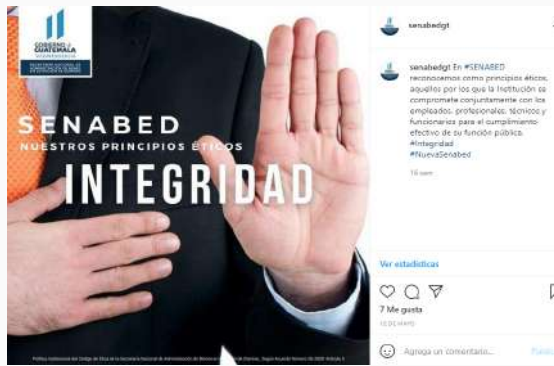 GOBIERNO de
GUATEMALA
SENABED
NUESTROS PRINCIPIOS ÉTICOS
INTEGRIDAD
senabedgt
senabedgt En #SENABED
reconocemos como principios éticos,
aquellos por los que la Institución se
compromete conjuntamente con los
empleados, profesionales, técnicos y
funcionarios para el cumplimiento
efectivo de su función pública.
#Integridad
#NuevaSenabed
16 sem
Ver estadísticas
7 Me gusta
Agrega un comentario...